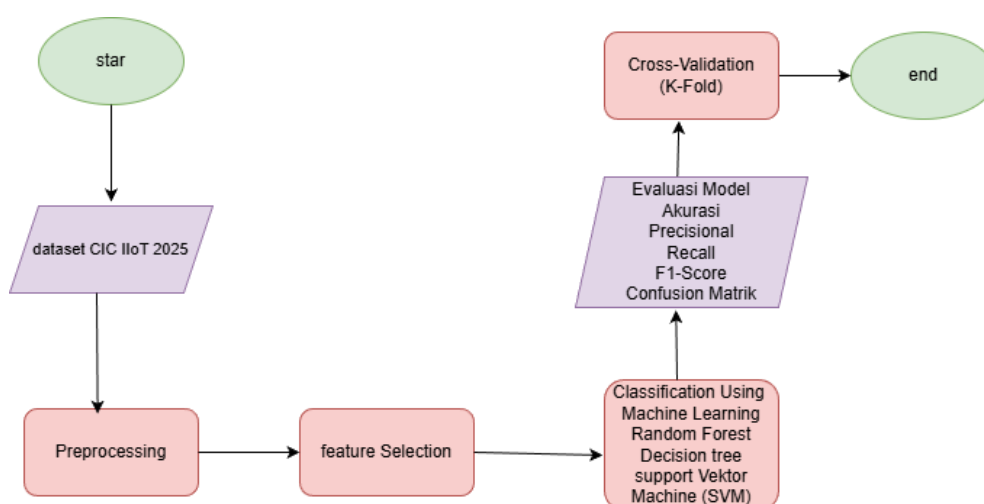 star
dataset CIC IIoT 2025
Preprocessing
feature Selection
Classification Using
Machine Learning
Random Forest
Decision tree
support Vektor
Machine (SVM)
Evaluasi Model
Akurasi
Precisional
Recall
F1-Score
Confusion Matrik
Cross-Validation
(K-Fold)
end